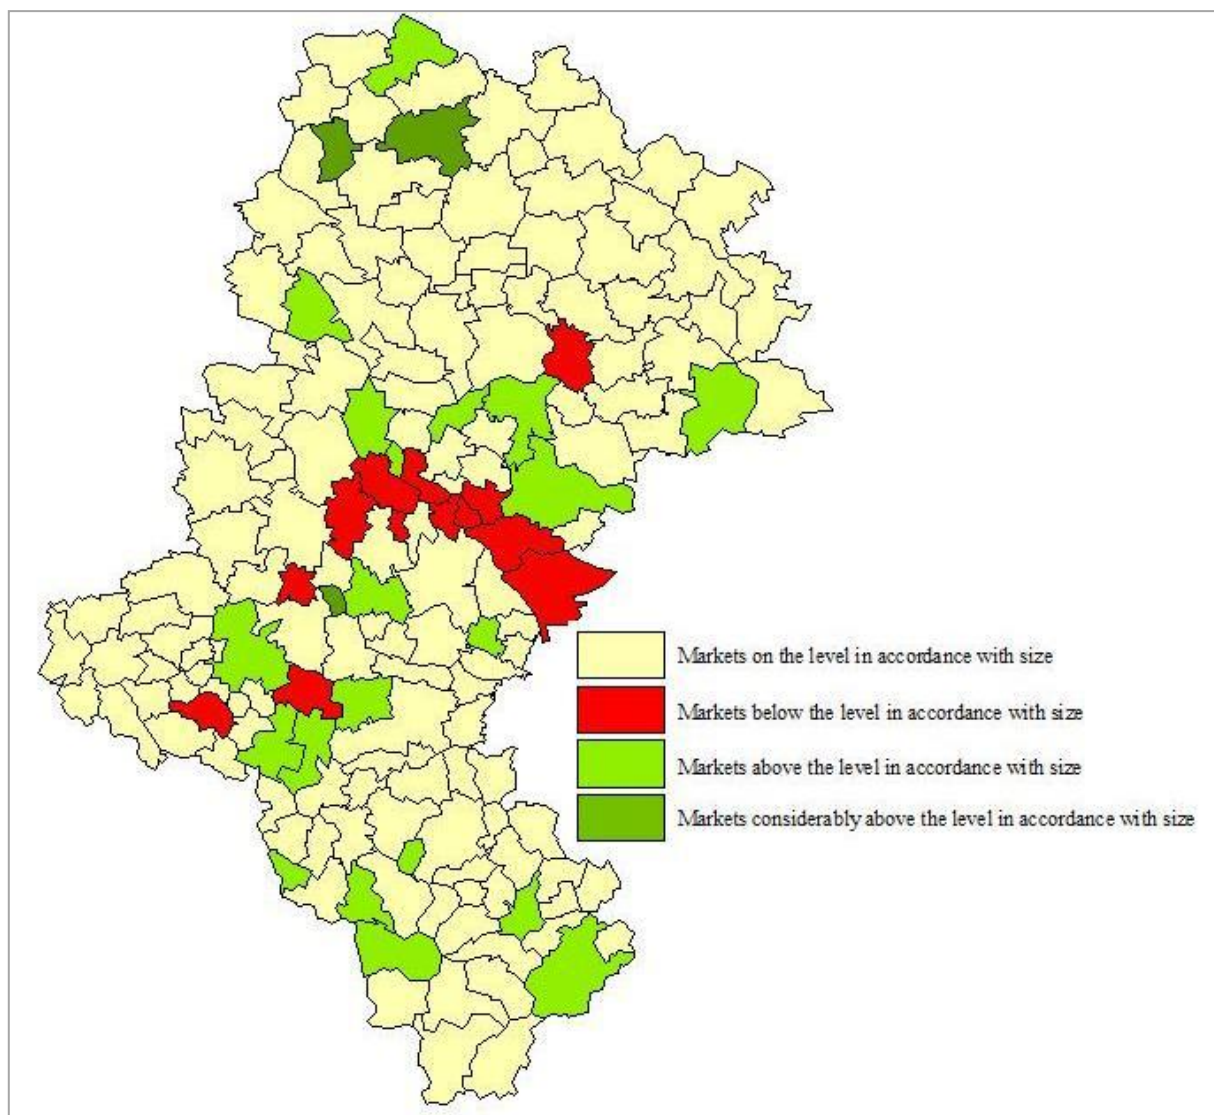 Markets on the level in accordance with size
Markets below the level in accordance with size
Markets above the level in accordance with size
Markets considerably above the level in accordance with size